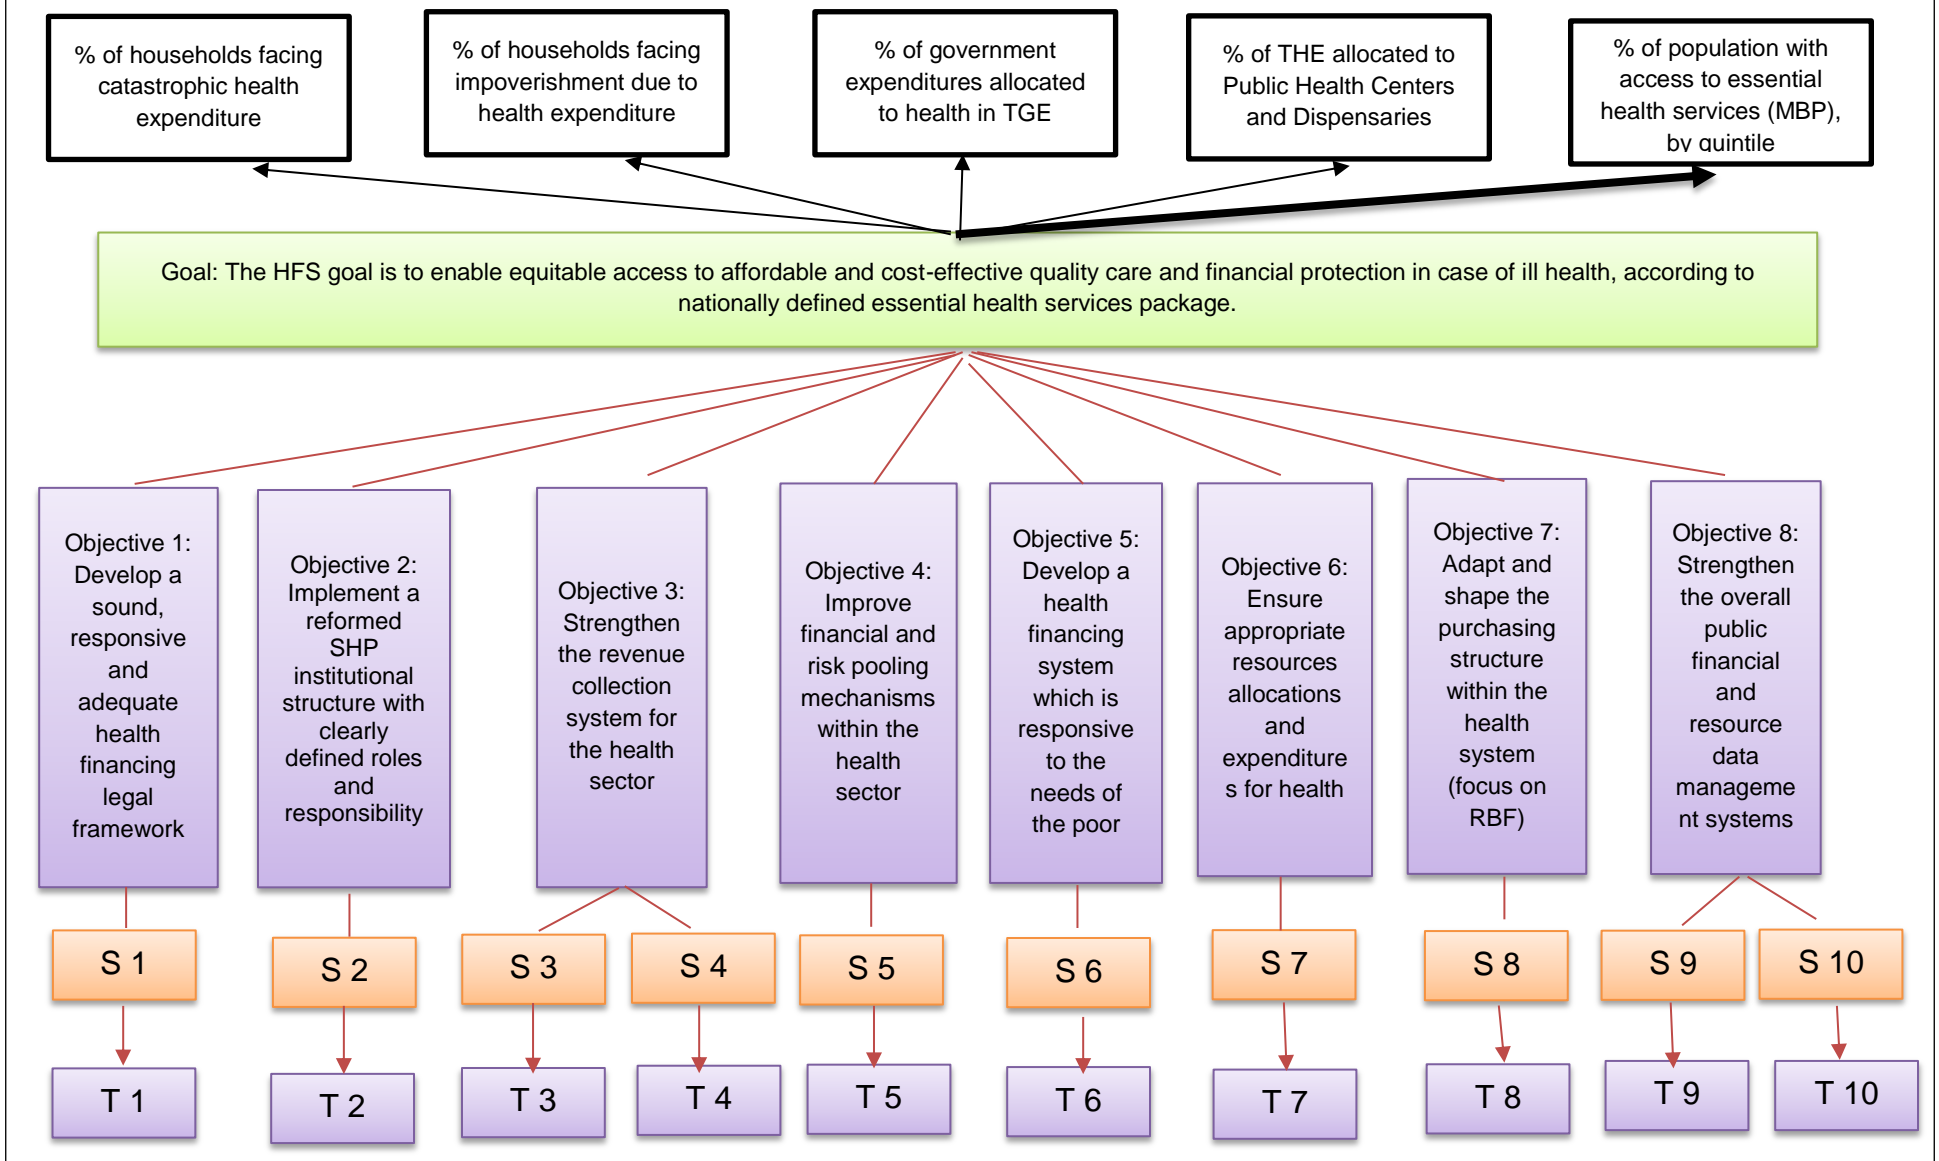 % of households facing
catastrophic health
expenditure
% of households facing
impoverishment due to
health expenditure
% of government
expenditures allocated
to health in TGE
% of THE allocated to
Public Health Centers
and Dispensaries
% of population with
access to essential
health services (MBP),
by quintile
Goal: The HFS goal is to enable equitable access to affordable and cost-effective quality care and financial protection in case of ill health, according to
nationally defined essential health services package.
Objective 1:
Develop a
sound,
responsive
and
adequate
health
financing
legal
framework
Objective 2:
Implement a
reformed
SHP
institutional
structure with
clearly
defined roles
and
responsibility
Objective 3:
Strengthen
the revenue
collection
system for
the health
sector
Objective 4:
Improve
financial and
risk pooling
mechanisms
within the
health
sector
Objective 5:
Develop a
health
financing
system
which is
responsive
to the
needs of
the poor
Objective 6:
Ensure
appropriate
resources
allocations
and
expenditure
s for health
Objective 7:
Adapt and
shape the
purchasing
structure
within the
health
system
(focus on
RBF)
Objective 8:
Strengthen
the overall
public
financial
and
resource
data
manageme
nt systems
S 1
S 2
S 3
S 4
S 5
S 6
S 7
S 8
S 9
S 10
T 1
T 2
T 3
T 4
T 5
T 6
T 7
T 8
T 9
T 10